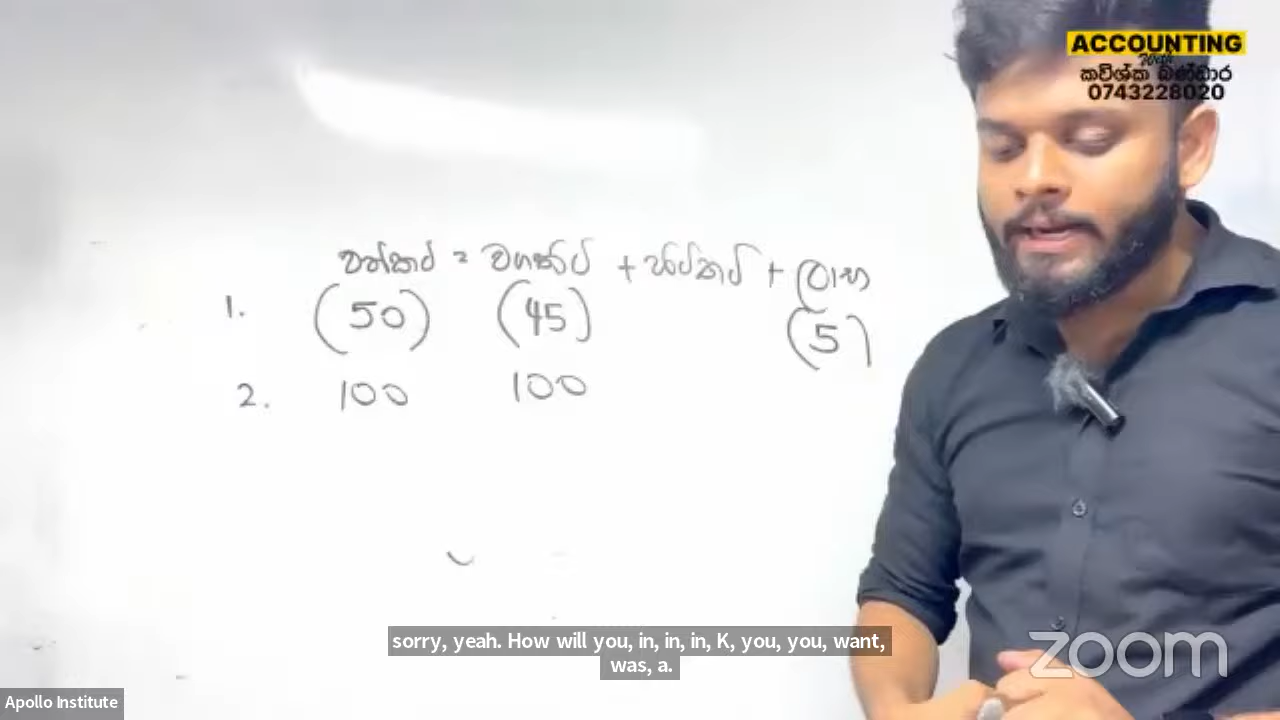 ACCOUNTING
with
කවිශ්ක බණ්ඩාර
0743228020
වත්කම් = වගකීම් + හිමිකම් + ලාභ
1. (50) (45) (5)
2. 100 100
sorry, yeah. How will you, in, in, in, K, you, you, want,
was, a.
zoom
Apollo Institute